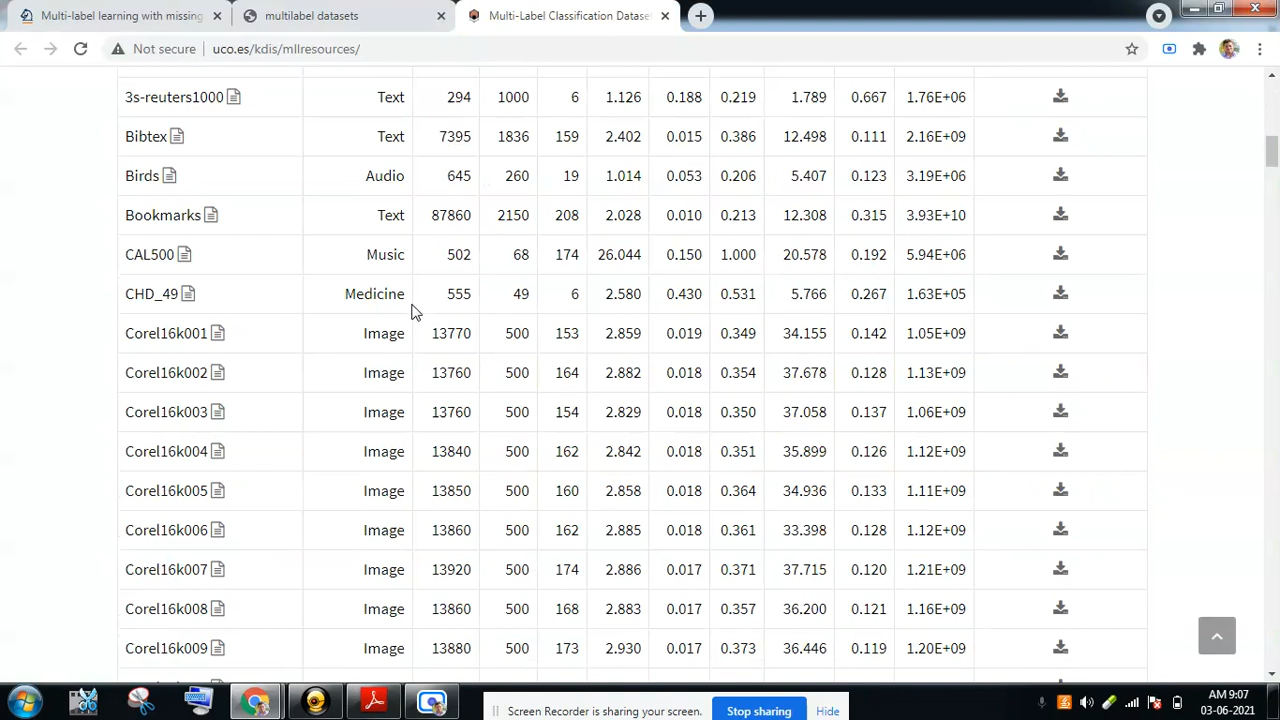 Multi-label learning with missing
multilabel datasets
Multi-Label Classification Datase
Not secure uco.es/kdis/mllresources/
3s-reuters1000 Text 294 1000 6 1.126 0.188 0.219 1.789 0.667 1.76E+06
Bibtex Text 7395 1836 159 2.402 0.015 0.386 12.498 0.111 2.16E+09
Birds Audio 645 260 19 1.014 0.053 0.206 5.407 0.123 3.19E+06
Bookmarks Text 87860 2150 208 2.028 0.010 0.213 12.308 0.315 3.93E+10
CAL500 Music 502 68 174 26.044 0.150 1.000 20.578 0.192 5.94E+06
CHD_49 Medicine 555 49 6 2.580 0.430 0.531 5.766 0.267 1.63E+05
Corel16k001 Image 13770 500 153 2.859 0.019 0.349 34.155 0.142 1.05E+09
Corel16k002 Image 13760 500 164 2.882 0.018 0.354 37.678 0.128 1.13E+09
Corel16k003 Image 13760 500 154 2.829 0.018 0.350 37.058 0.137 1.06E+09
Corel16k004 Image 13840 500 162 2.842 0.018 0.351 35.899 0.126 1.12E+09
Corel16k005 Image 13850 500 160 2.858 0.018 0.364 34.936 0.133 1.11E+09
Corel16k006 Image 13860 500 162 2.885 0.018 0.361 33.398 0.128 1.12E+09
Corel16k007 Image 13920 500 174 2.886 0.017 0.371 37.715 0.120 1.21E+09
Corel16k008 Image 13860 500 168 2.883 0.017 0.357 36.200 0.121 1.16E+09
Corel16k009 Image 13880 500 173 2.930 0.017 0.373 36.446 0.119 1.20E+09
Screen Recorder is sharing your screen. Stop sharing Hide
AM 9:07
03-06-2021